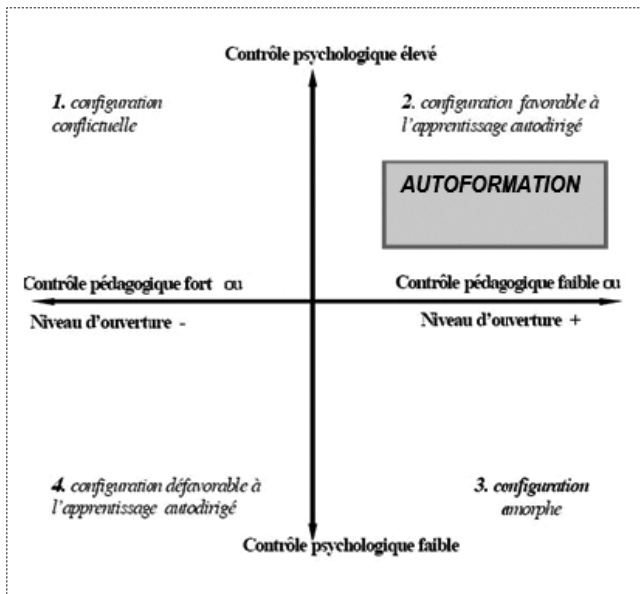 Contrôle psychologique élevé
1. configuration
conflictuelle
2. configuration favorable à
l'apprentissage autodirigé
AUTOFORMATION
Contrôle pédagogique fort ou
Niveau d'ouverture -
Contrôle pédagogique faible ou
Niveau d'ouverture +
4. configuration défavorable à
l'apprentissage autodirigé
3. configuration
amorphe
Contrôle psychologique faible